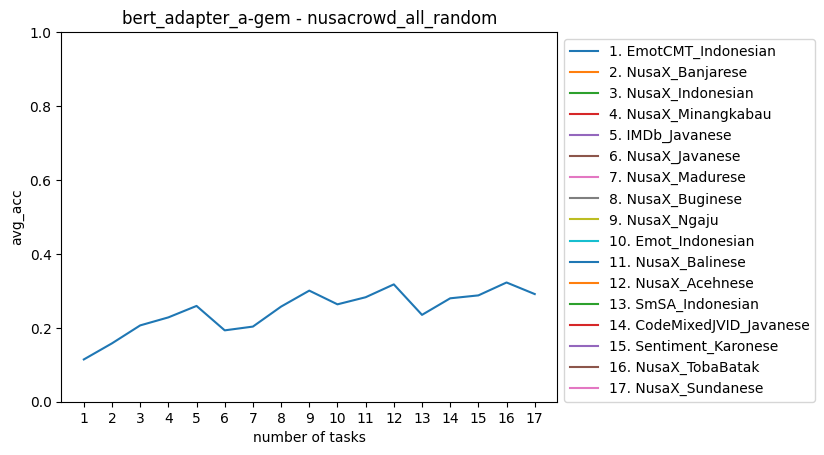 bert_adapter_a-gem - nusacrowd_all_random
1.0
0.8
0.6
0.4
0.2
0.0
avg_acc
1 2 3 4 5 6 7 8 9 10 11 12 13 14 15 16 17
number of tasks
1. EmotCMT_Indonesian
2. NusaX_Banjarese
3. NusaX_Indonesian
4. NusaX_Minangkabau
5. IMDb_Javanese
6. NusaX_Javanese
7. NusaX_Madurese
8. NusaX_Buginese
9. NusaX_Ngaju
10. Emot_Indonesian
11. NusaX_Balinese
12. NusaX_Acehnese
13. SmSA_Indonesian
14. CodeMixedJVID_Javanese
15. Sentiment_Karonese
16. NusaX_TobaBatak
17. NusaX_Sundanese